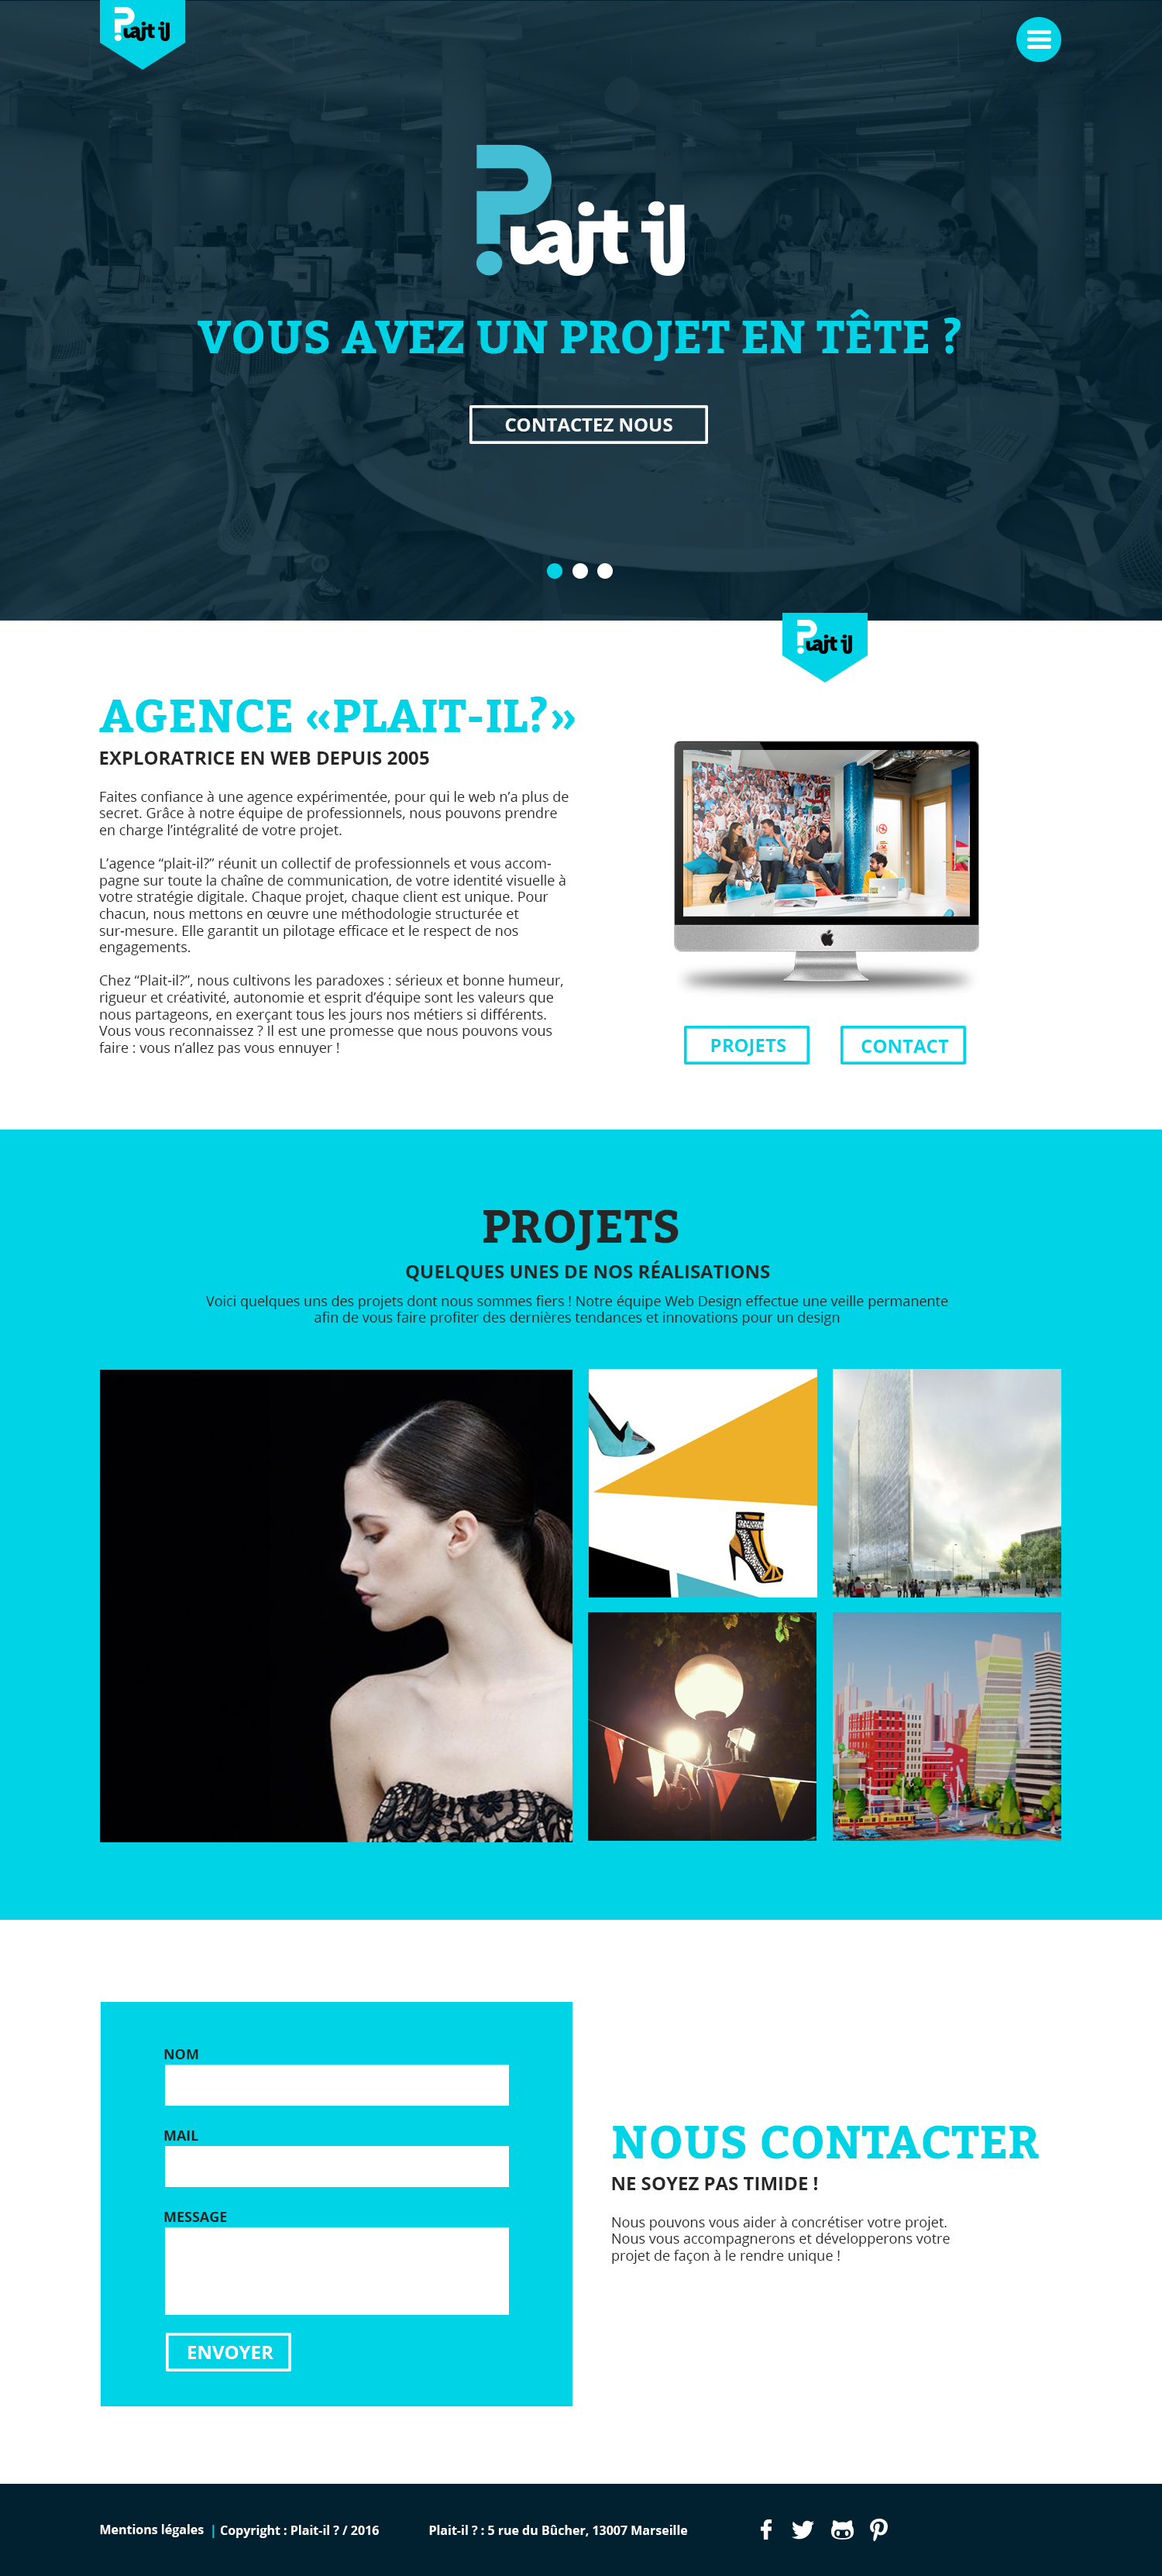 Plait il
Plait il
VOUS AVEZ UN PROJET EN TÊTE ?
CONTACTEZ NOUS
Plait il
AGENCE «PLAIT-IL?»
EXPLORATRICE EN WEB DEPUIS 2005
Faites confiance à une agence expérimentée, pour qui le web n’a plus de
secret. Grâce à notre équipe de professionnels, nous pouvons prendre
en charge l’intégralité de votre projet.
L’agence “plait-il?” réunit un collectif de professionnels et vous accom-
pagne sur toute la chaîne de communication, de votre identité visuelle à
votre stratégie digitale. Chaque projet, chaque client est unique. Pour
chacun, nous mettons en œuvre une méthodologie structurée et
sur-mesure. Elle garantit un pilotage efficace et le respect de nos
engagements.
Chez “Plait-il?”, nous cultivons les paradoxes : sérieux et bonne humeur,
rigueur et créativité, autonomie et esprit d’équipe sont les valeurs que
nous partageons, en exerçant tous les jours nos métiers si différents.
Vous vous reconnaissez ? Il est une promesse que nous pouvons vous
faire : vous n’allez pas vous ennuyer !
PROJETS
CONTACT
PROJETS
QUELQUES UNES DE NOS RÉALISATIONS
Voici quelques uns des projets dont nous sommes fiers ! Notre équipe Web Design effectue une veille permanente
afin de vous faire profiter des dernières tendances et innovations pour un design
NOM
MAIL
MESSAGE
ENVOYER
NOUS CONTACTER
NE SOYEZ PAS TIMIDE !
Nous pouvons vous aider à concrétiser votre projet.
Nous vous accompagnerons et développerons votre
projet de façon à le rendre unique !
Mentions légales | Copyright : Plait-il ? / 2016
Plait-il ? : 5 rue du Bûcher, 13007 Marseille